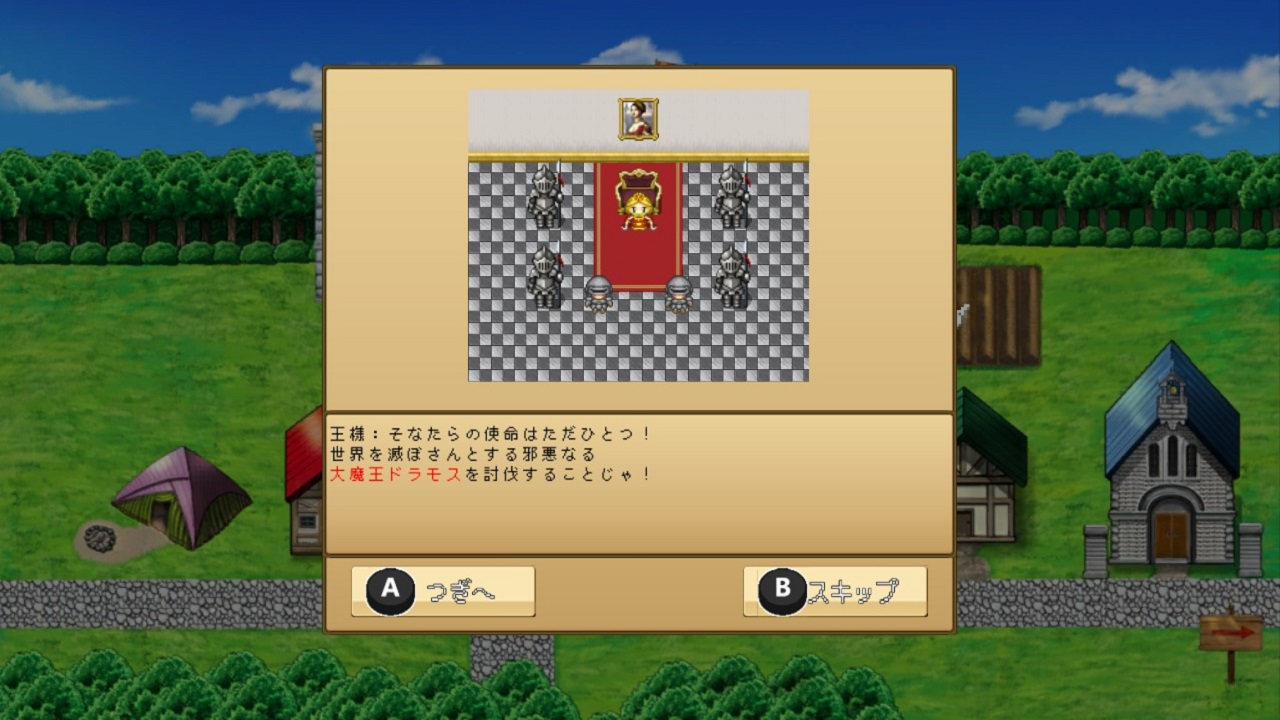 王様：そなたらの使命はただひとつ！
世界を滅ぼさんとする邪悪なる
大魔王ドラモスを討伐することじゃ！
A つぎへ
B スキップ